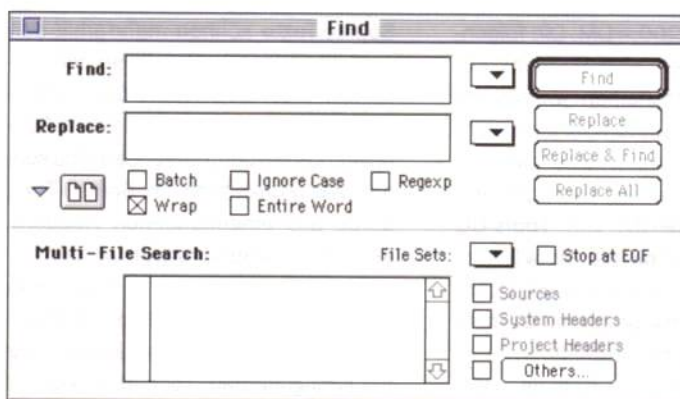 Find
Find:
Find
Replace:
Replace
Replace & Find
Replace All
Batch
Ignore Case
Regexp
Wrap
Entire Word
Multi-File Search:
File Sets:
Stop at EOF
Sources
System Headers
Project Headers
Others...